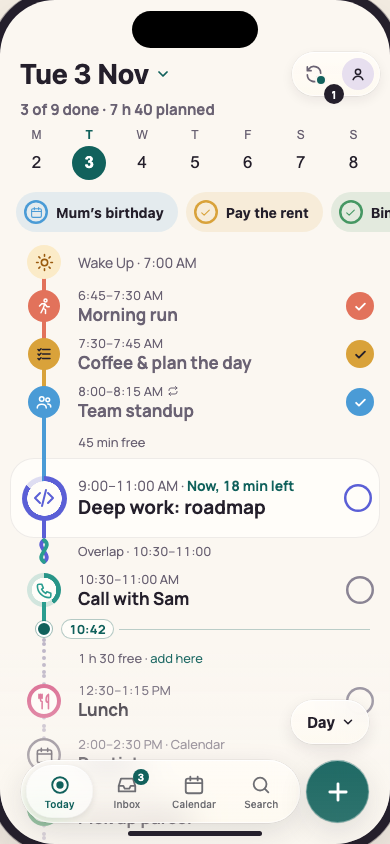 Tue 3 Nov
1
3 of 9 done · 7 h 40 planned
M T W T F S S
2 3 4 5 6 7 8
Mum's birthday
Pay the rent
Wake Up · 7:00 AM
6:45–7:30 AM
Morning run
7:30–7:45 AM
Coffee & plan the day
8:00–8:15 AM
Team standup
45 min free
9:00–11:00 AM · Now, 18 min left
Deep work: roadmap
Overlap · 10:30–11:00
10:30–11:00 AM
Call with Sam
10:42
1 h 30 free · add here
12:30–1:15 PM
Lunch
Day
2:00–2:30 PM · Calendar
3
Today
Inbox
Calendar
Search